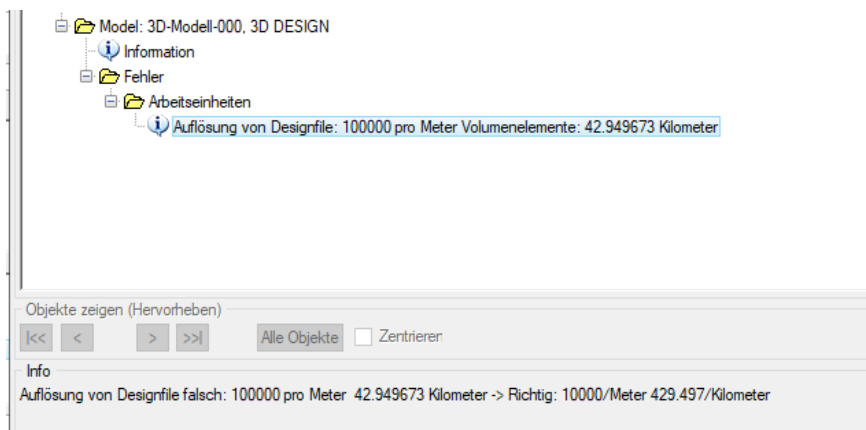 Model: 3D-Modell-000, 3D DESIGN
Information
Fehler
Arbeitseinheiten
Auflösung von Designfile: 100000 pro Meter Volumenelemente: 42.949673 Kilometer
Objekte zeigen (Hervorheben)
|<< < > >>| Alle Objekte Zentrieren
Info
Auflösung von Designfile falsch: 100000 pro Meter 42.949673 Kilometer -> Richtig: 10000/Meter 429.497/Kilometer